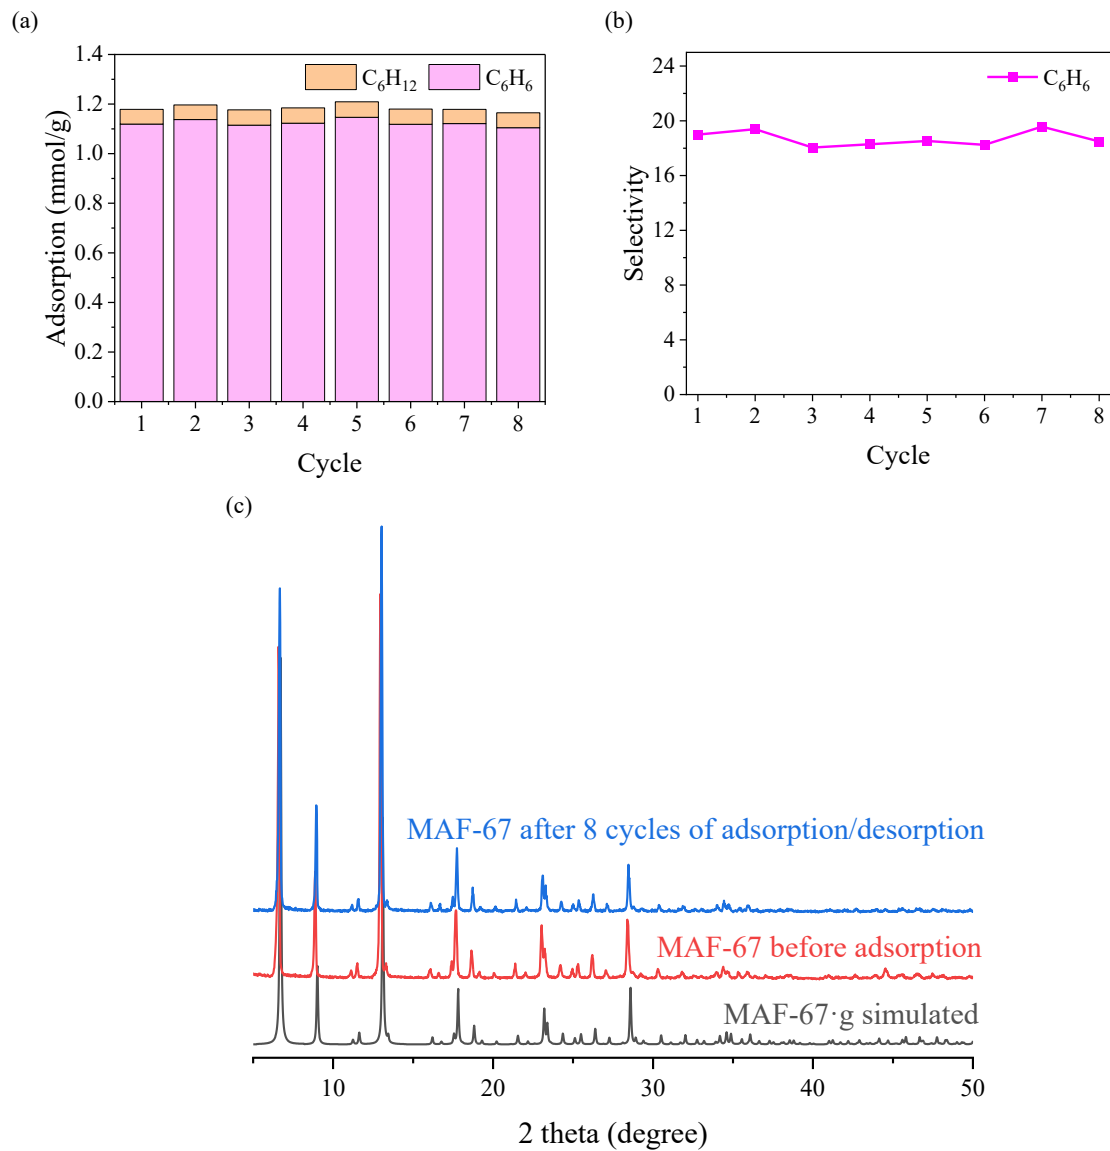 (a)
1.4
1.2
1.0
0.8
0.6
0.4
0.2
0.0
Adsorption (mmol/g)
C₆H₁₂ C₆H₆
1 2 3 4 5 6 7 8
Cycle
(b)
24
20
16
12
8
4
0
Selectivity
C₆H₆
1 2 3 4 5 6 7 8
Cycle
(c)
MAF-67 after 8 cycles of adsorption/desorption
MAF-67 before adsorption
MAF-67·g simulated
10 20 30 40 50
2 theta (degree)